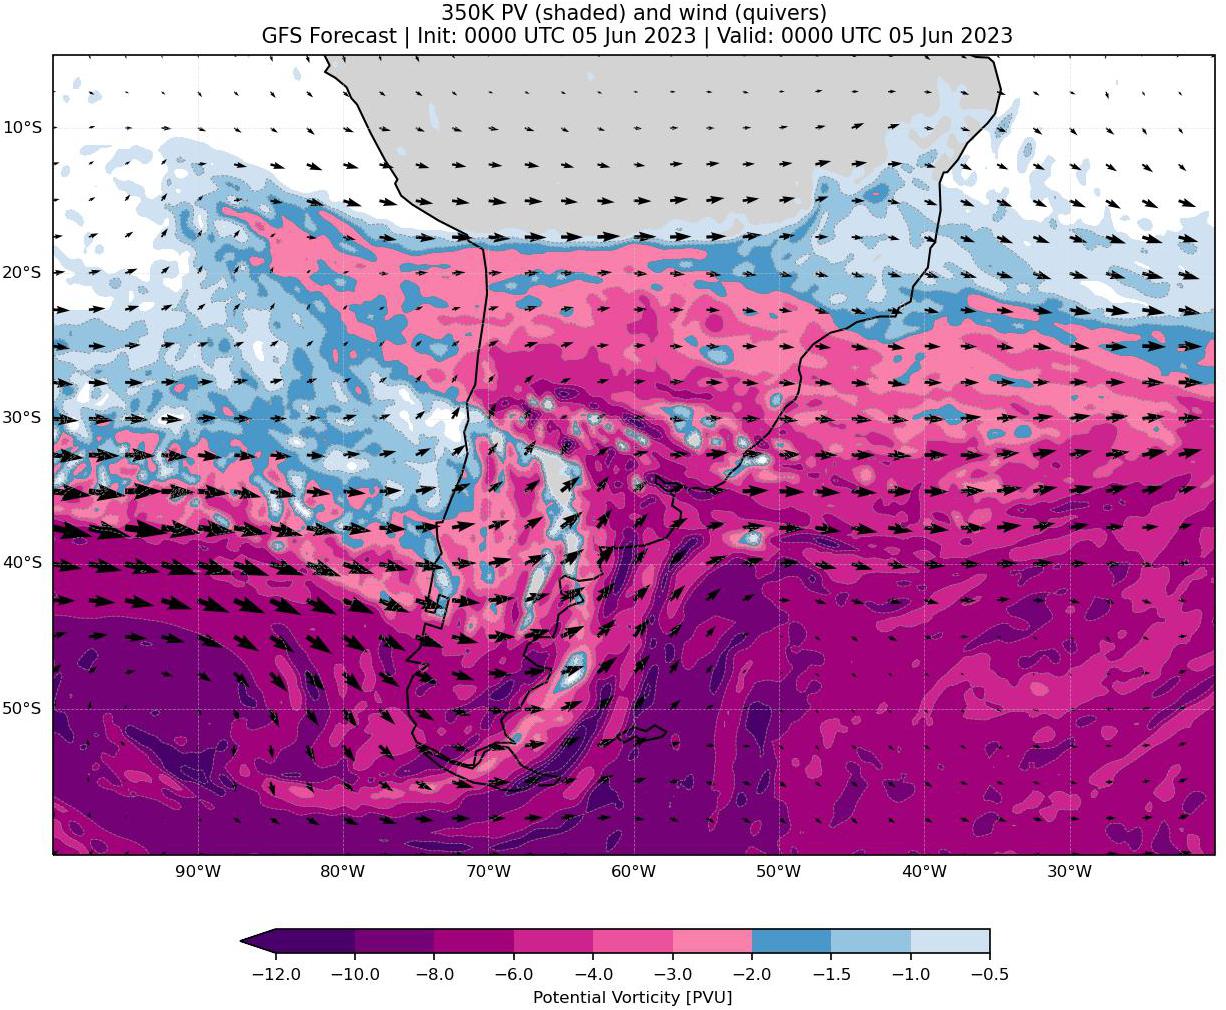 350K PV (shaded) and wind (quivers)
GFS Forecast | Init: 0000 UTC 05 Jun 2023 | Valid: 0000 UTC 05 Jun 2023
10°S
20°S
30°S
40°S
50°S
90°W 80°W 70°W 60°W 50°W 40°W 30°W
−12.0 −10.0 −8.0 −6.0 −4.0 −3.0 −2.0 −1.5 −1.0 −0.5
Potential Vorticity [PVU]